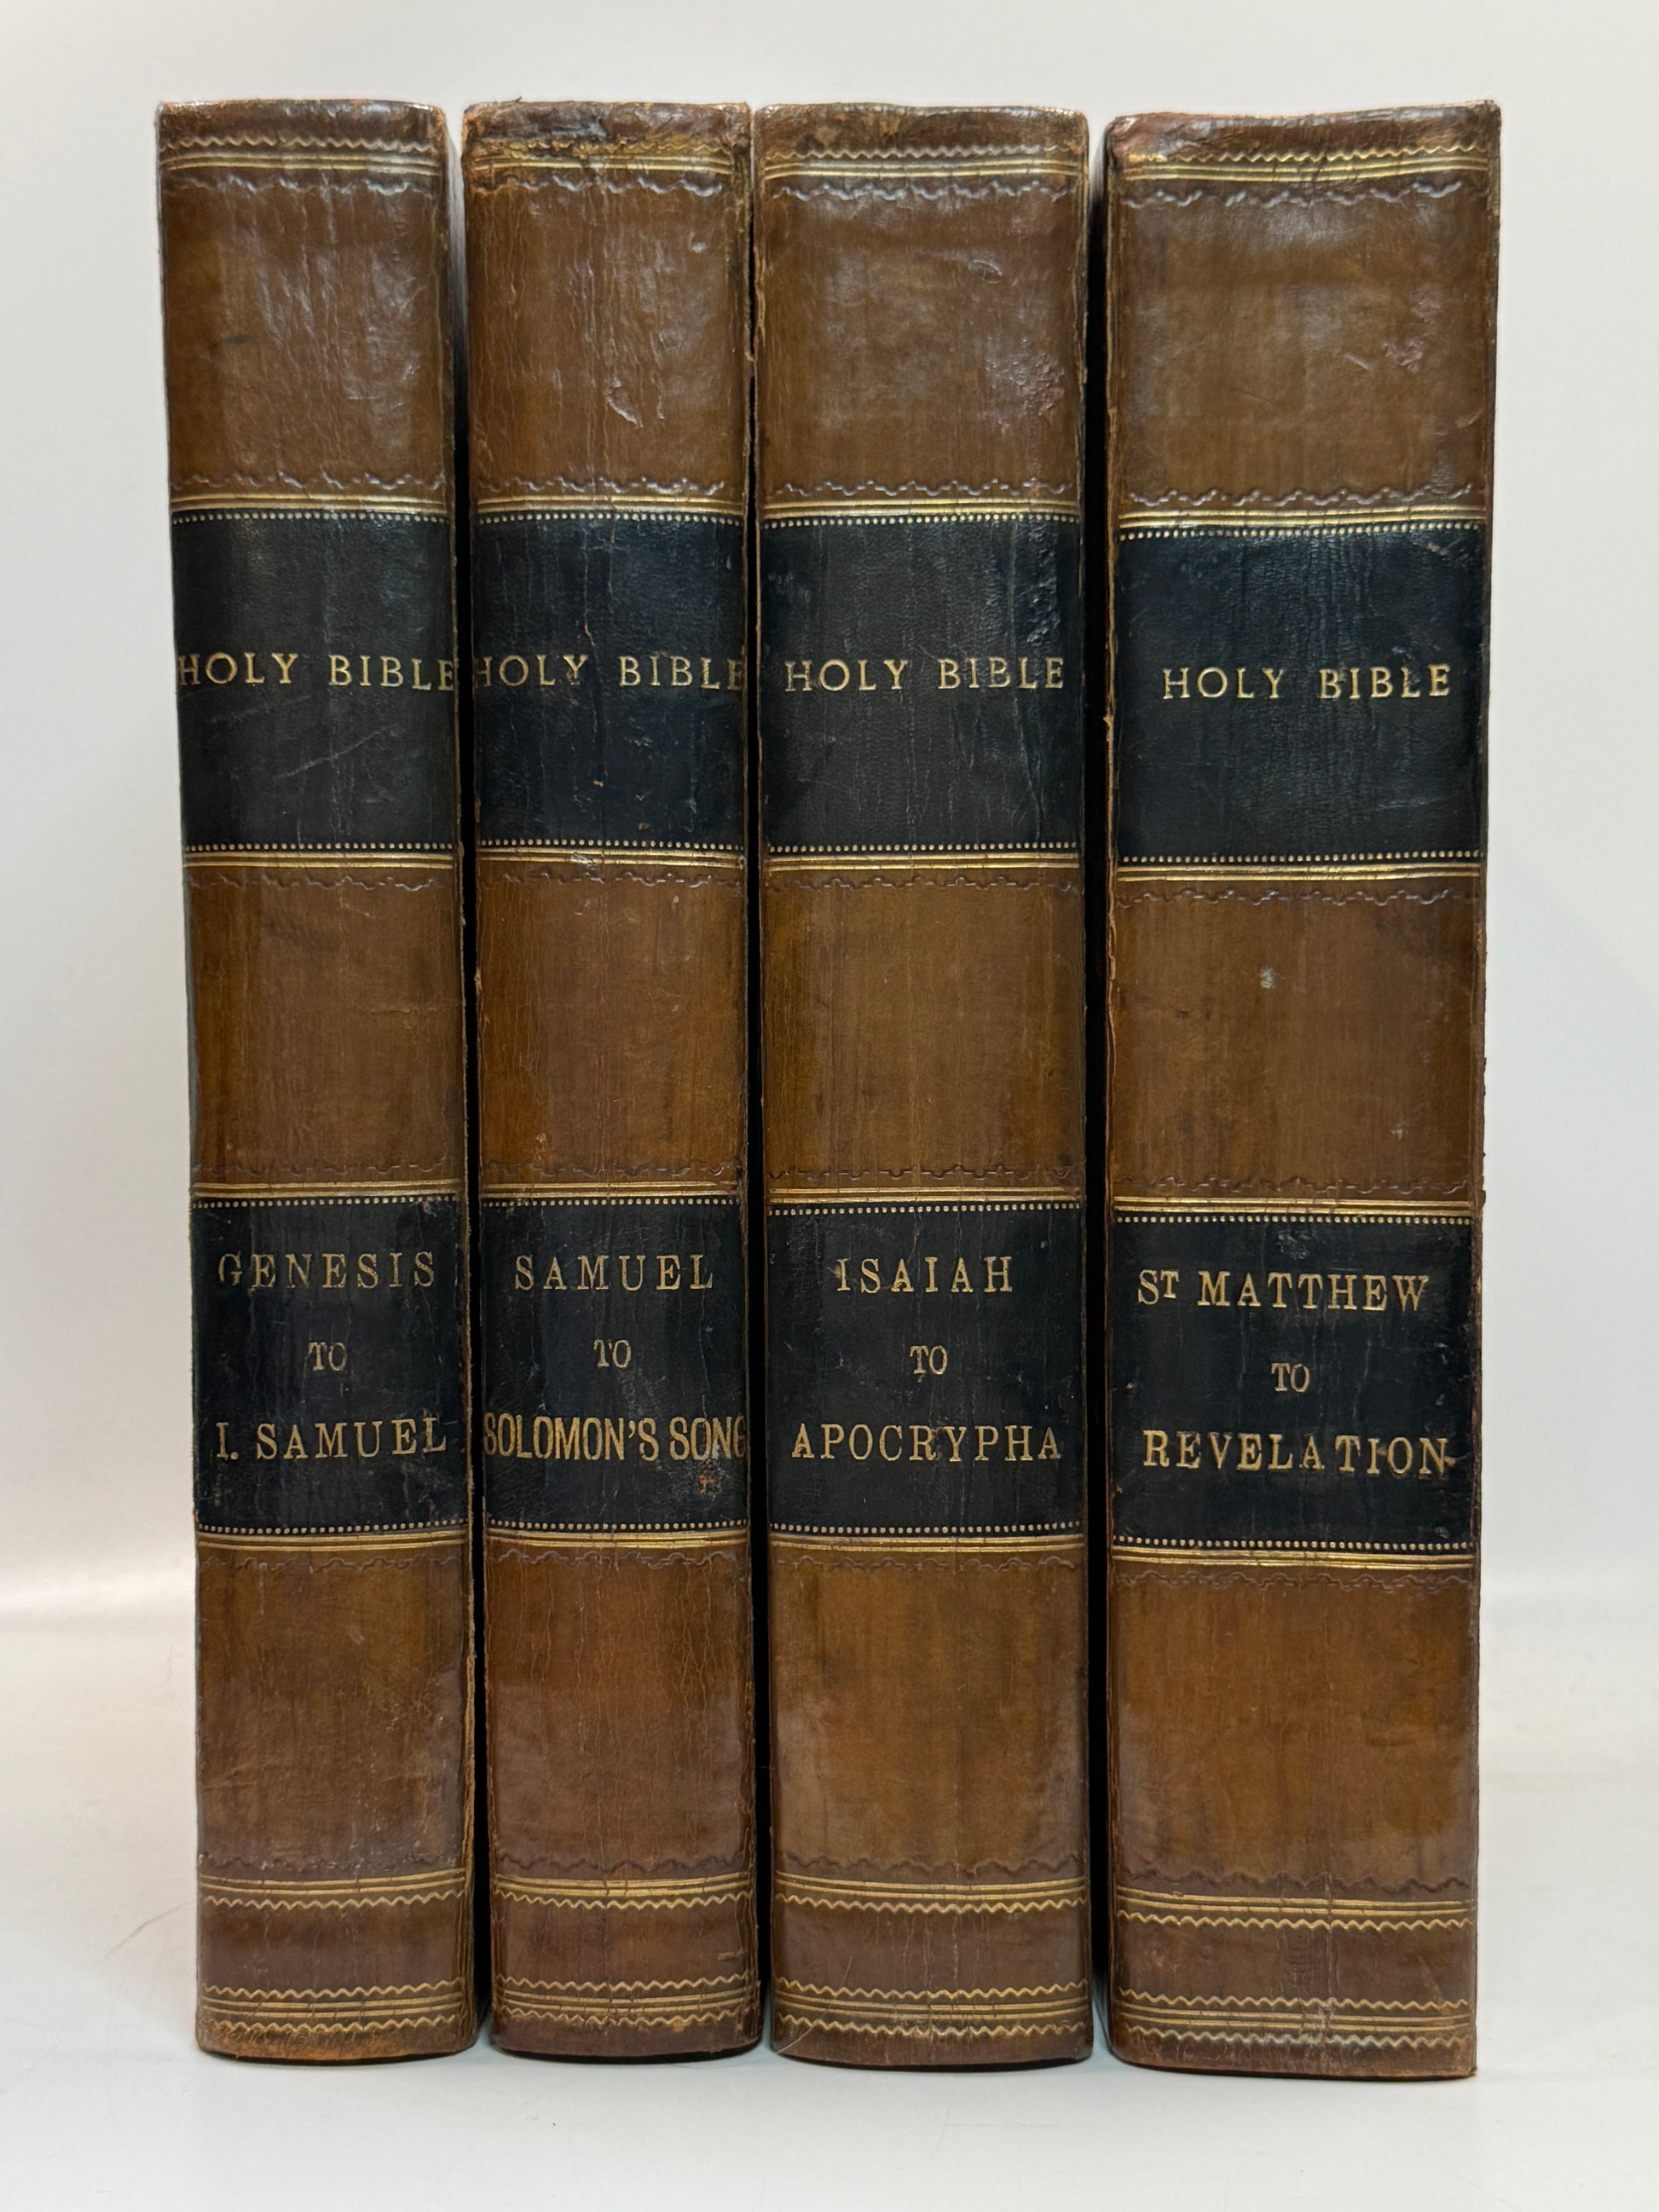 HOLY BIBLE
GENESIS
TO
I. SAMUEL
HOLY BIBLE
SAMUEL
TO
SOLOMON'S SONG
HOLY BIBLE
ISAIAH
TO
APOCRYPHA
HOLY BIBLE
ST MATTHEW
TO
REVELATION